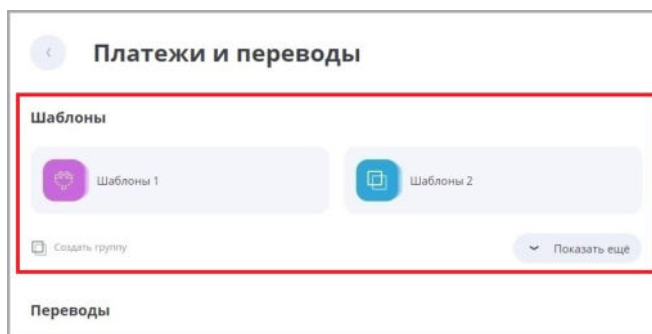 Платежи и переводы
Шаблоны
Шаблоны 1 Шаблоны 2
Создать группу Показать ещё
Переводы